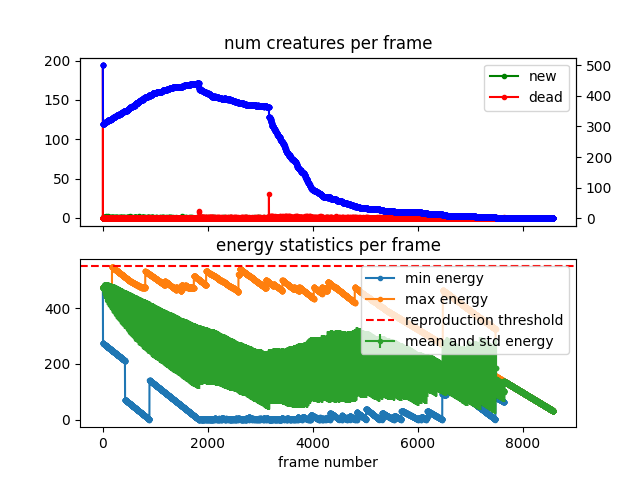 num creatures per frame
200
150
100
50
0
500
400
300
200
100
0
new
dead
energy statistics per frame
400
200
0
min energy
max energy
reproduction threshold
mean and std energy
0 2000 4000 6000 8000
frame number